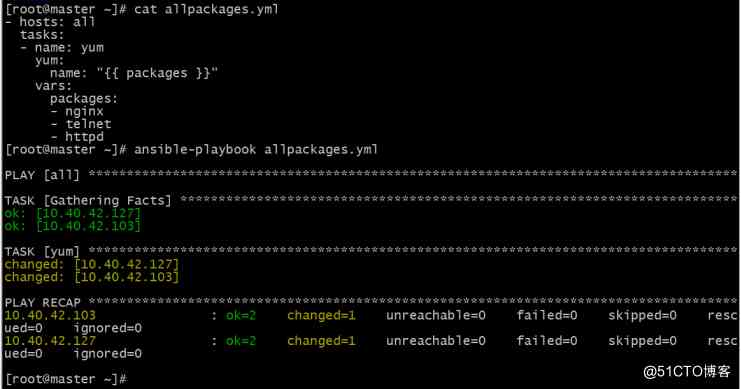 [root@master ~]# cat allpackages.yml
- hosts: all
  tasks:
  - name: yum
    yum:
      name: "{{ packages }}"
    vars:
      packages:
      - nginx
      - telnet
      - httpd
[root@master ~]# ansible-playbook allpackages.yml
PLAY [all] *************************************************************************************
TASK [Gathering Facts] *************************************************************************
ok: [10.40.42.127]
ok: [10.40.42.103]
TASK [yum] *************************************************************************************
changed: [10.40.42.127]
changed: [10.40.42.103]
PLAY RECAP *************************************************************************************
10.40.42.103               : ok=2    changed=1    unreachable=0    failed=0    skipped=0    resc
ued=0    ignored=0
10.40.42.127               : ok=2    changed=1    unreachable=0    failed=0    skipped=0    resc
ued=0    ignored=0
[root@master ~]#
@51CTO博客